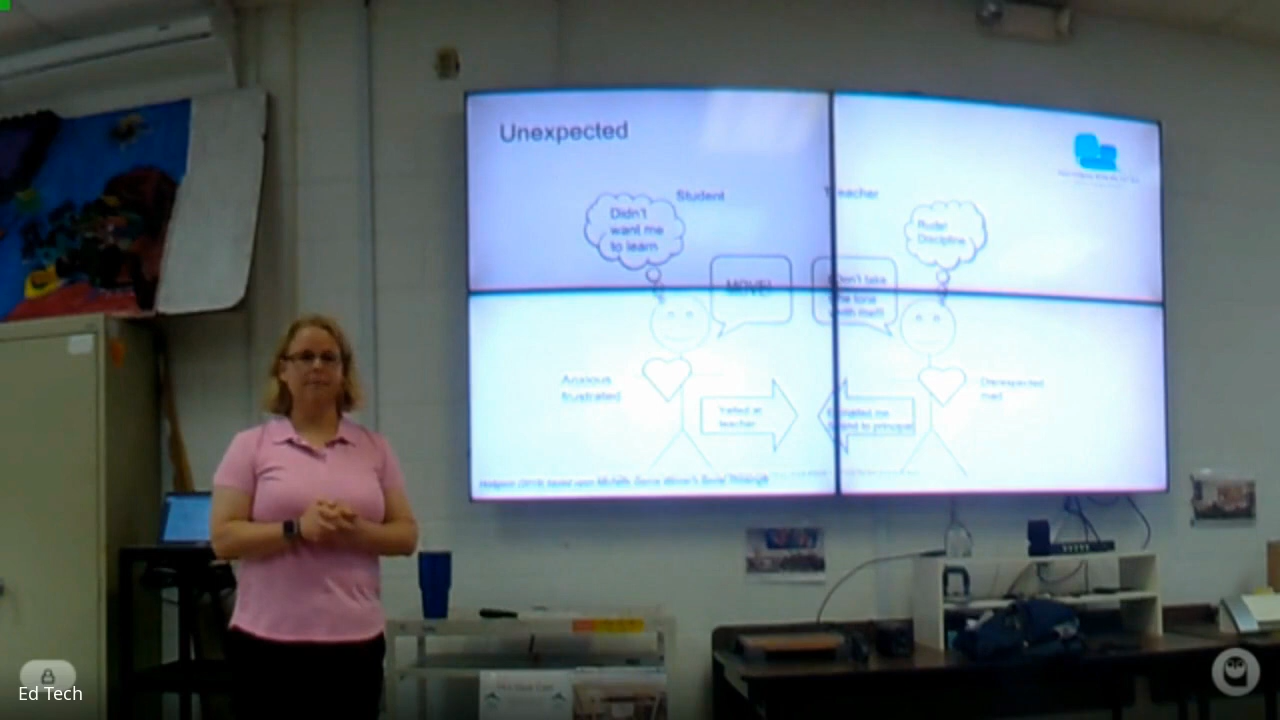 Unexpected
Student
Teacher
Didn't
want me
to learn
Rude!
Discipline
MOVE!
Don't take
the tone
with me!!!
Anxious
frustrated
Disrespected
mad
Yelled at
teacher
Emailed me
send to principal
Ed Tech